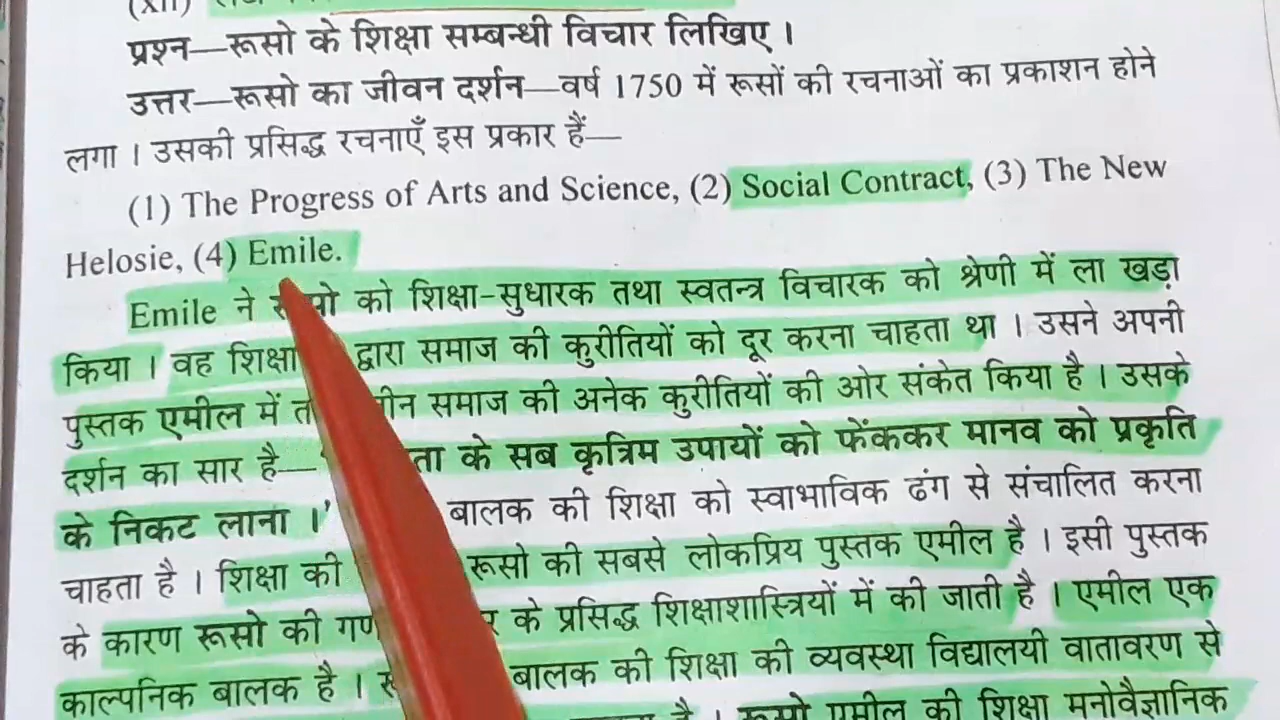 (xii)
प्रश्न—रूसो के शिक्षा सम्बन्धी विचार लिखिए ।
उत्तर—रूसो का जीवन दर्शन—वर्ष 1750 में रूसों की रचनाओं का प्रकाशन होने
लगा । उसकी प्रसिद्ध रचनाएँ इस प्रकार हैं—
(1) The Progress of Arts and Science, (2) Social Contract, (3) The New
Helosie, (4) Emile.
Emile ने को शिक्षा-सुधारक तथा स्वतन्त्र विचारक को श्रेणी में ला खड़ा
किया । वह शिक्षा द्वारा समाज की कुरीतियों को दूर करना चाहता था । उसने अपनी
पुस्तक एमील में समाज की अनेक कुरीतियों की ओर संकेत किया है । उसके
दर्शन का सार है— के सब कृत्रिम उपायों को फेंककर मानव को प्रकृति
के निकट लाना ।' बालक की शिक्षा को स्वाभाविक ढंग से संचालित करना
चाहता है । शिक्षा की रूसो की सबसे लोकप्रिय पुस्तक एमील है । इसी पुस्तक
के कारण रूसो की के प्रसिद्ध शिक्षाशास्त्रियों में की जाती है । एमील एक
काल्पनिक बालक है । बालक की शिक्षा की व्यवस्था विद्यालयी वातावरण से
है । रूसो एमील की शिक्षा मनोवैज्ञानिक